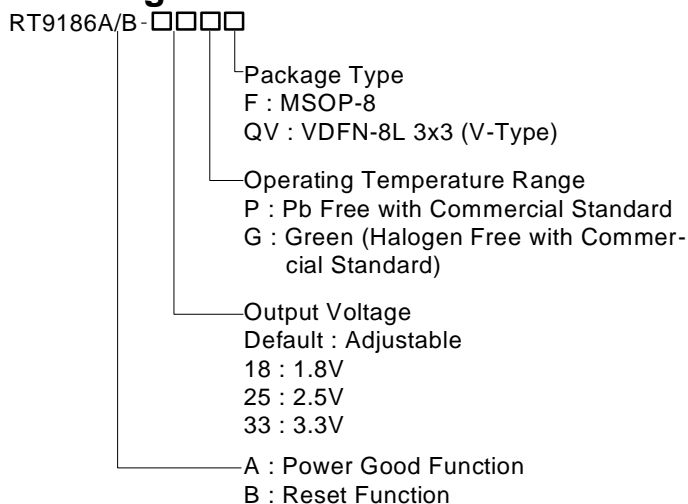 RT9186A/B-□□□□
Package Type
F : MSOP-8
QV : VDFN-8L 3x3 (V-Type)
Operating Temperature Range
P : Pb Free with Commercial Standard
G : Green (Halogen Free with Commer-
cial Standard)
Output Voltage
Default : Adjustable
18 : 1.8V
25 : 2.5V
33 : 3.3V
A : Power Good Function
B : Reset Function